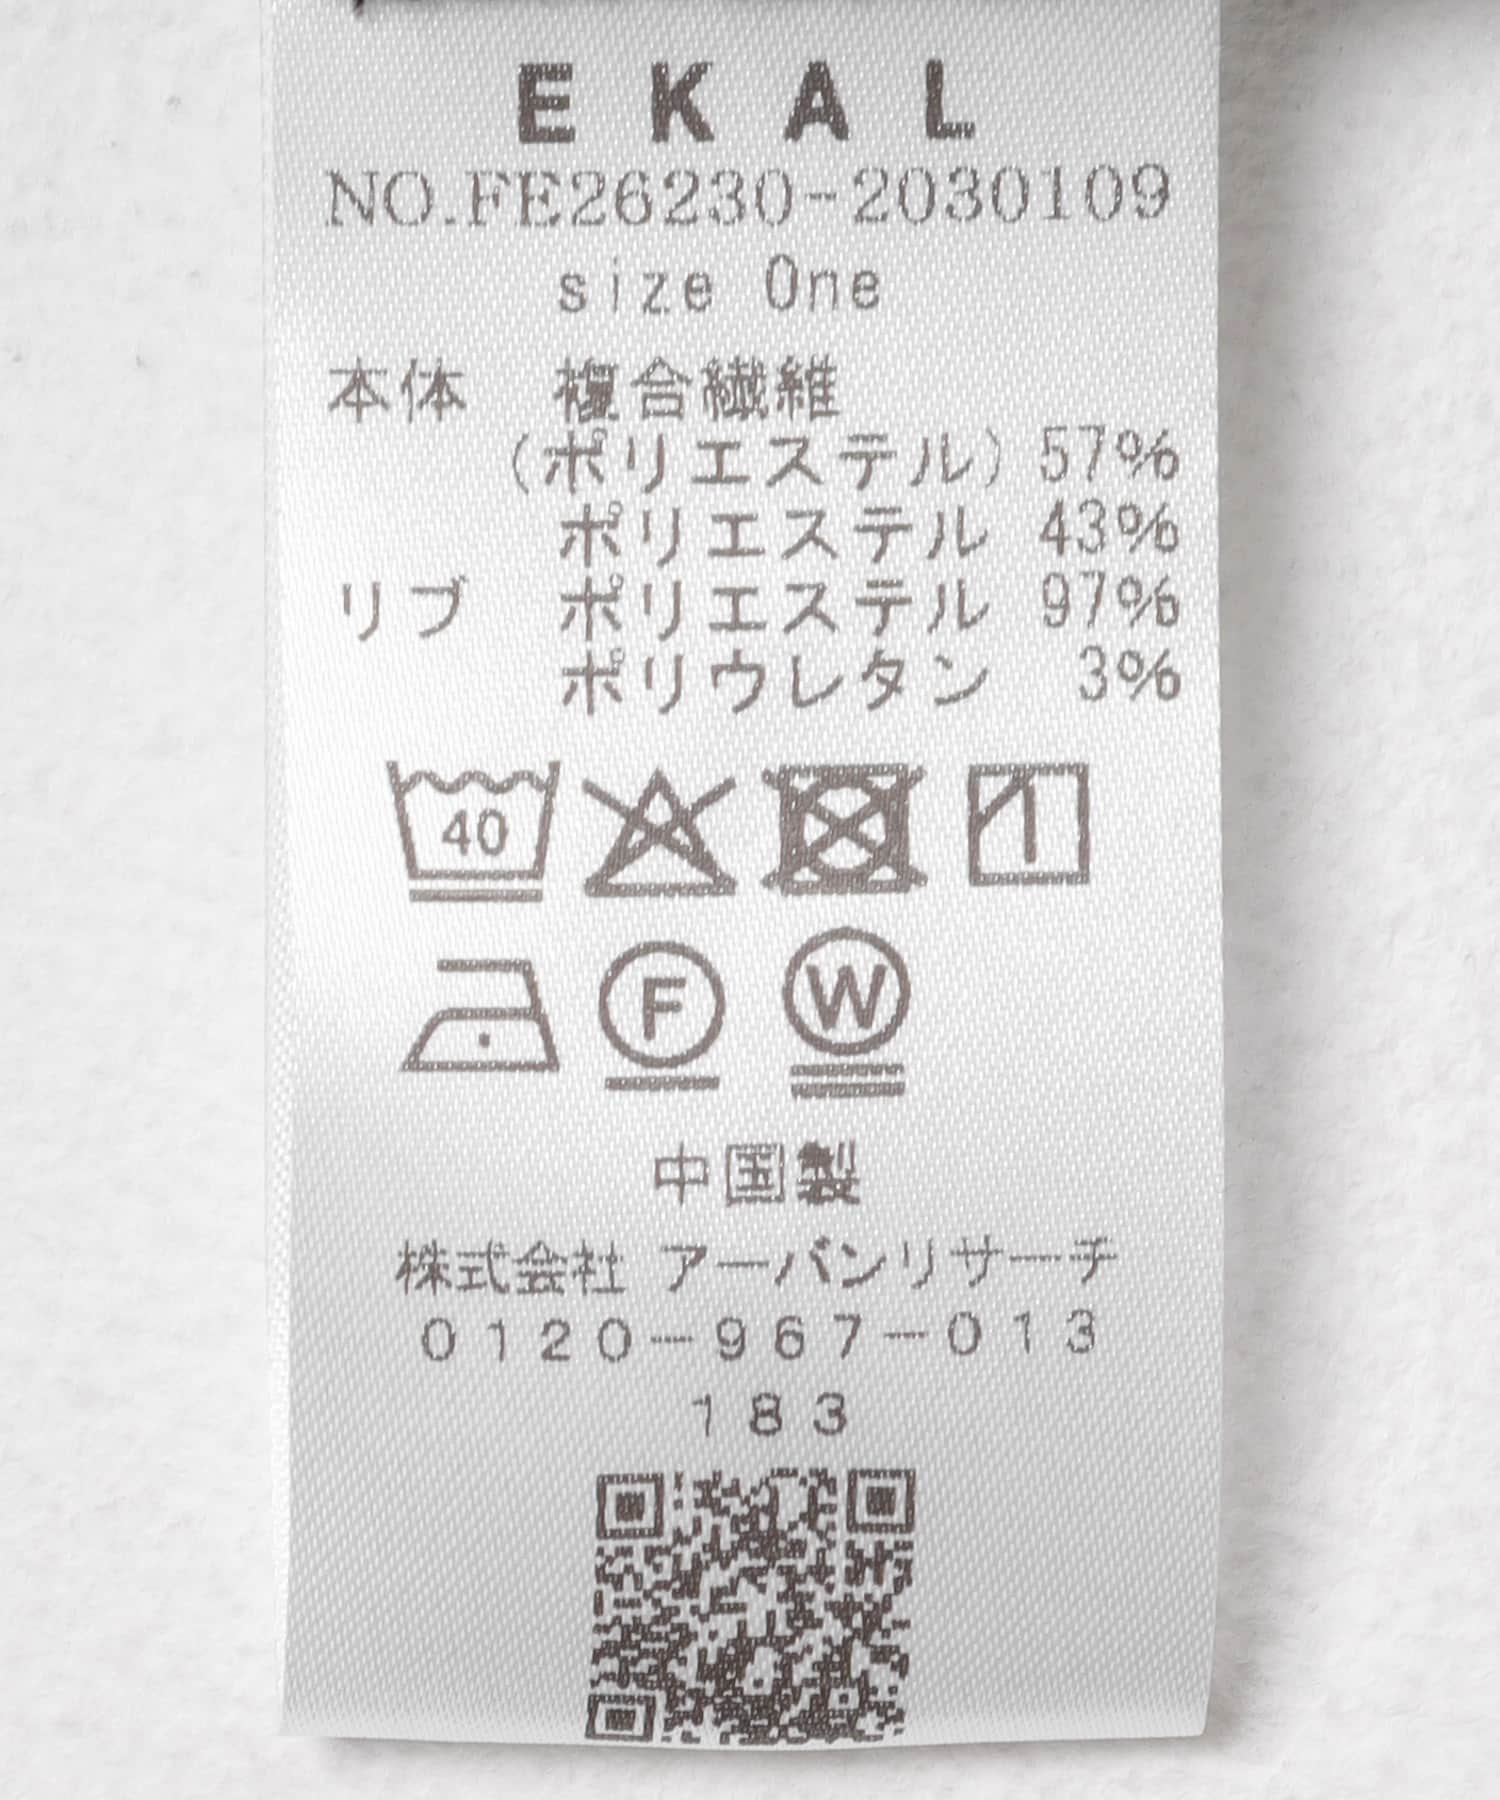 EKAL
NO.FE26230-2030109
size One
本体 複合繊維
(ポリエステル) 57%
ポリエステル 43%
リブ ポリエステル 97%
ポリウレタン 3%
40
F W
中国製
株式会社 アーバンリサーチ
0120-967-013
183